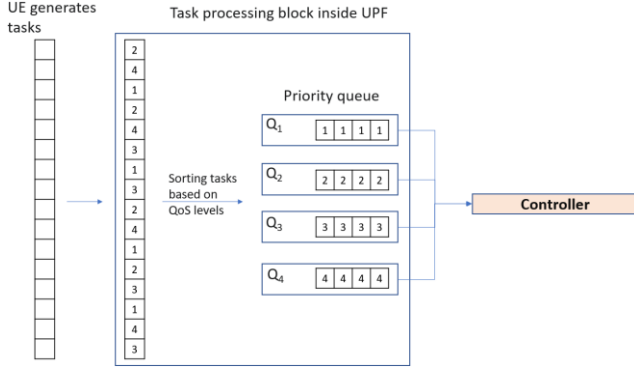 UE generates
tasks
Task processing block inside UPF
2
4
1
2
4
3
1
3
2
4
1
2
3
1
4
3
Sorting tasks
based on
QoS levels
Priority queue
Q1 1 1 1 1
Q2 2 2 2 2
Q3 3 3 3 3
Q4 4 4 4 4
Controller